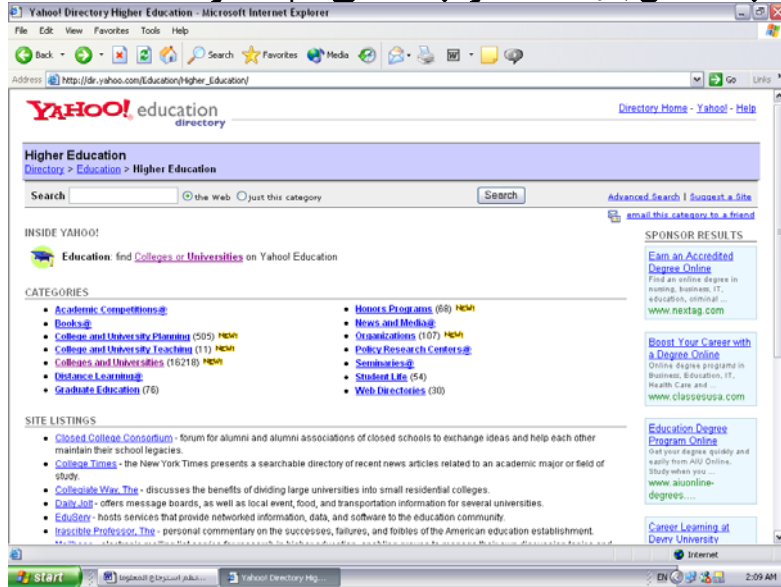 Yahoo! Directory Higher Education - Microsoft Internet Explorer
File Edit View Favorites Tools Help
Back Search Favorites Media
Address http://dir.yahoo.com/Education/Higher_Education/ Go Links
YAHOO! education directory
Directory Home - Yahoo! - Help
Higher Education
Directory > Education > Higher Education
Search the Web just this category Search Advanced Search | Suggest a Site
email this category to a friend
INSIDE YAHOO!
Education: find Colleges or Universities on Yahoo! Education
CATEGORIES
Academic Competitions@
Books@
College and University Planning (505) NEW!
College and University Teaching (11) NEW!
Colleges and Universities (16218) NEW!
Distance Learning@
Graduate Education (76)
Honors Programs (68) NEW!
News and Media@
Organizations (107) NEW!
Policy Research Centers@
Seminaries@
Student Life (54)
Web Directories (30)
SITE LISTINGS
Closed College Consortium - forum for alumni and alumni associations of closed schools to exchange ideas and help each other
maintain their school legacies.
College Times - the New York Times presents a searchable directory of recent news articles related to an academic major or field of
study.
Collegiate Way, The - discusses the benefits of dividing large universities into small residential colleges.
Daily Jolt - offers message boards, as well as local event, food, and transportation information for several universities.
EduServ - hosts services that provide networked information, data, and software to the education community.
Irascible Professor, The - personal commentary on the successes, failures, and foibles of the American education establishment.
SPONSOR RESULTS
Earn an Accredited
Degree Online
Find an online degree in
nursing, business, IT,
education, criminal ...
www.nextag.com
Boost Your Career with
a Degree Online
Online degree programs in
Business, Education, IT,
Health Care and ...
www.classesusa.com
Education Degree
Program Online
Get your degree quickly and
easily from AIU Online.
Study when you ...
www.aiuonline-
degrees....
Career Learning at
Devry University
Internet
start
نظم استرجاع المعلوما...
Yahoo! Directory Hig...
EN 2:09 AM